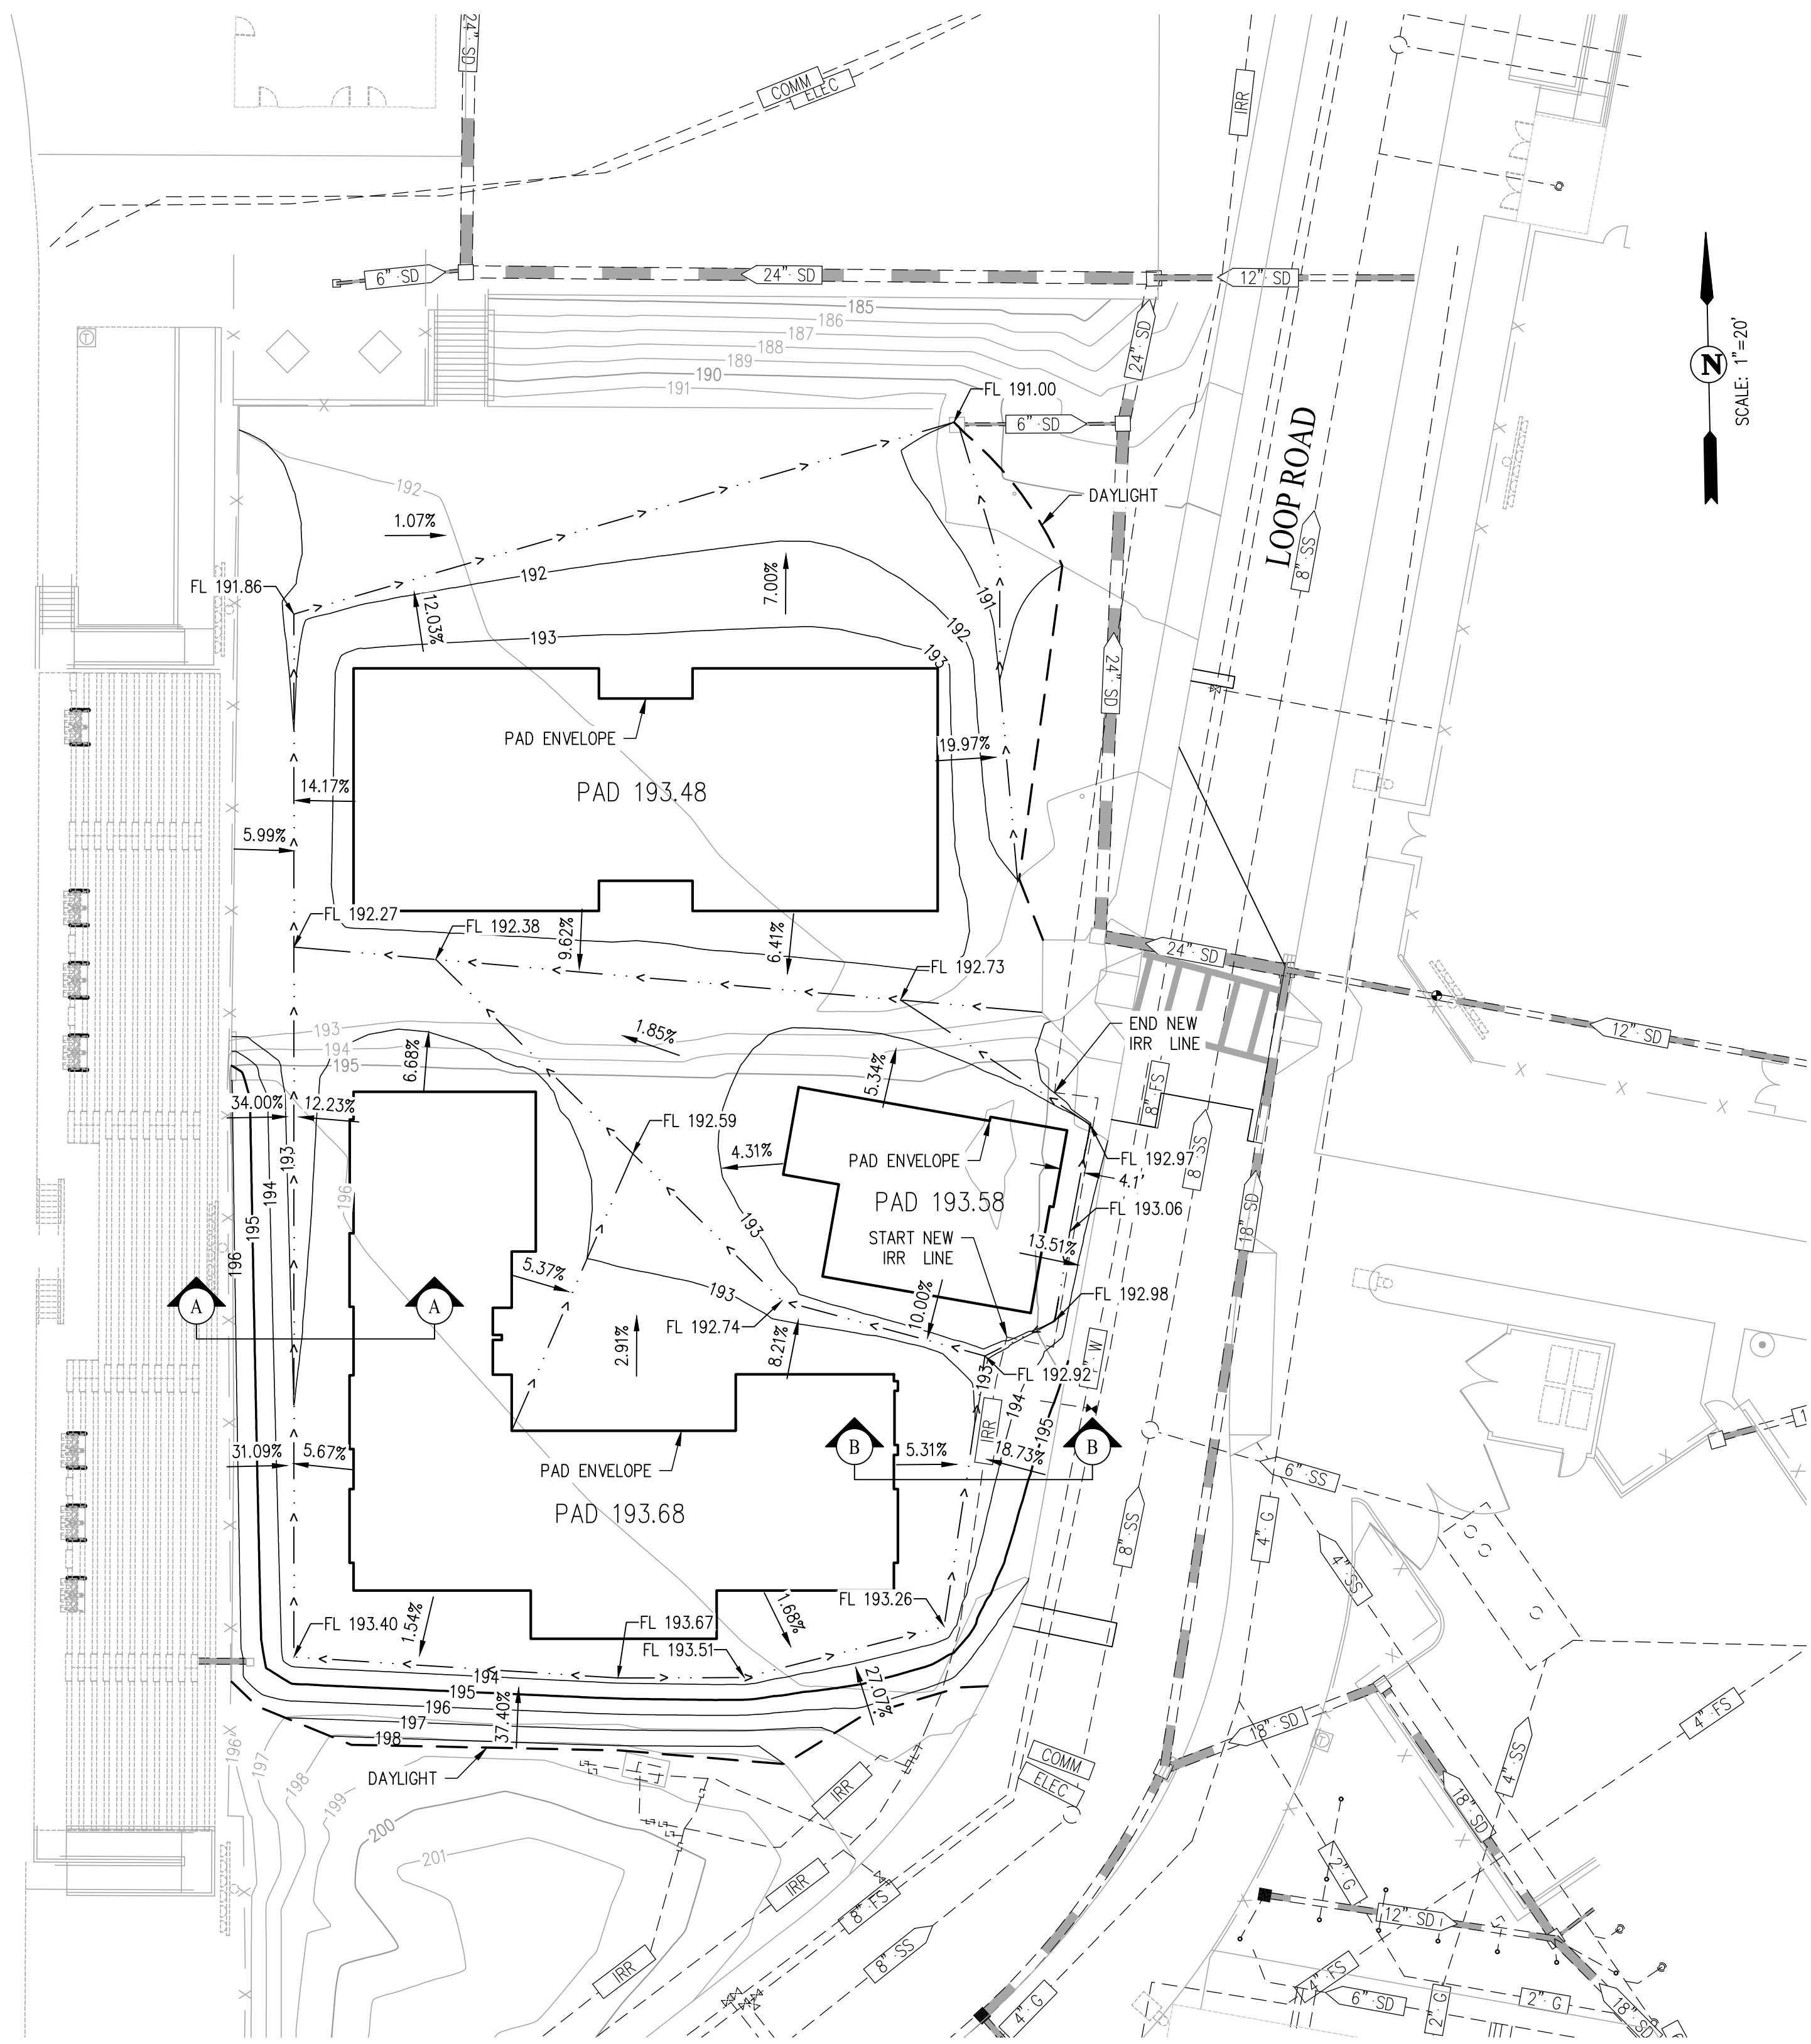 24" SD
COMM
ELEC
IRR
6" SD
24" SD
12" SD
185
186
187
188
189
190
191
24" SD
N
SCALE: 1"=20'
FL 191.00
6" SD
LOOP ROAD
8" SS
192
DAYLIGHT
1.07%
FL 191.86
192
12.03%
7.00%
191
192
193
193
24" SD
PAD ENVELOPE
19.97%
14.17%
PAD 193.48
5.99%
FL 192.27
FL 192.38
9.62%
6.41%
FL 192.73
24" SD
12" SD
193
194
195
1.85%
END NEW
IRR LINE
6.68%
5.34%
8" FS
34.00%
12.23%
FL 192.59
8" SS
193
4.31%
PAD ENVELOPE
FL 192.97
4.1'
194
196
PAD 193.58
FL 193.06
18" SD
195
193
START NEW
IRR LINE
13.51%
196
5.37%
A
A
193
10.00%
FL 192.98
FL 192.74
2.91%
8.21%
W
FL 192.92
193
194
IRR
195
B
B
31.09%
5.67%
5.31%
18.73%
PAD ENVELOPE
6" SS
PAD 193.68
8" SS
4" G
4" SS
FL 193.26
1.68%
FL 193.40
1.54%
FL 193.67
FL 193.51
194
195
196
197
198
37.40%
27.07%
4" FS
18" SD
196
197
198
199
DAYLIGHT
COMM
ELEC
IRR
4" SS
18" SD
200
201
IRR
2" G
8" FS
12" SD
8" SS
IRR
4" FS
6" SD
2" G
2" G
18" SD
4" G